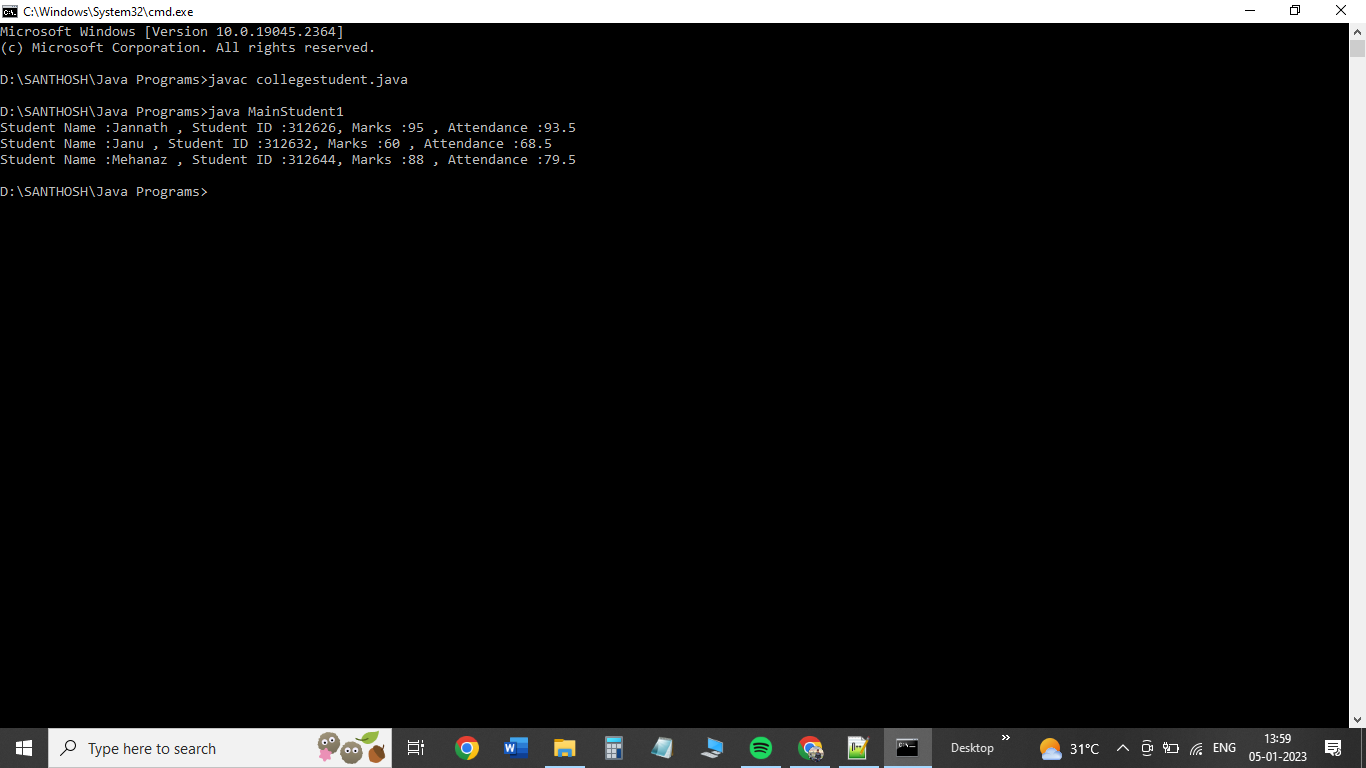 C:\Windows\System32\cmd.exe
Microsoft Windows [Version 10.0.19045.2364]
(c) Microsoft Corporation. All rights reserved.
D:\SANTHOSH\Java Programs>javac collegestudent.java
D:\SANTHOSH\Java Programs>java MainStudent1
Student Name :Jannath , Student ID :312626, Marks :95 , Attendance :93.5
Student Name :Janu , Student ID :312632, Marks :60 , Attendance :68.5
Student Name :Mehanaz , Student ID :312644, Marks :88 , Attendance :79.5
D:\SANTHOSH\Java Programs>
Type here to search
Desktop
31°C
ENG
13:59
05-01-2023